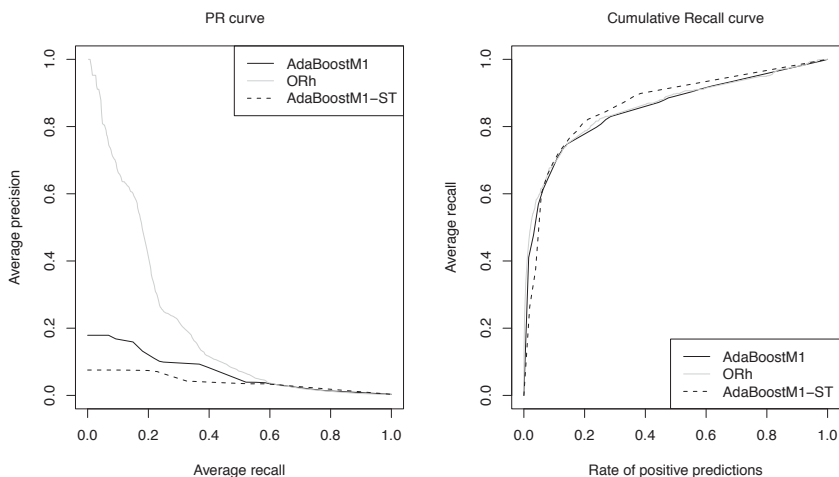 PR curve
Average precision
1.0
0.8
0.6
0.4
0.2
0.0
AdaBoostM1
ORh
AdaBoostM1−ST
0.0 0.2 0.4 0.6 0.8 1.0
Average recall
Cumulative Recall curve
Average recall
1.0
0.8
0.6
0.4
0.2
0.0
AdaBoostM1
ORh
AdaBoostM1−ST
0.0 0.2 0.4 0.6 0.8 1.0
Rate of positive predictions